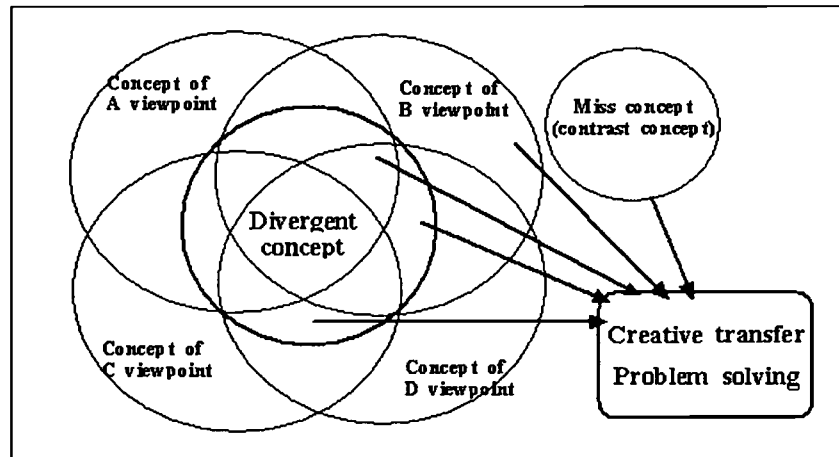 Concept of
A viewpoint
Concept of
B viewpoint
Miss concept
(contrast concept)
Divergent
concept
Concept of
C viewpoint
Concept of
D viewpoint
Creative transfer
Problem solving